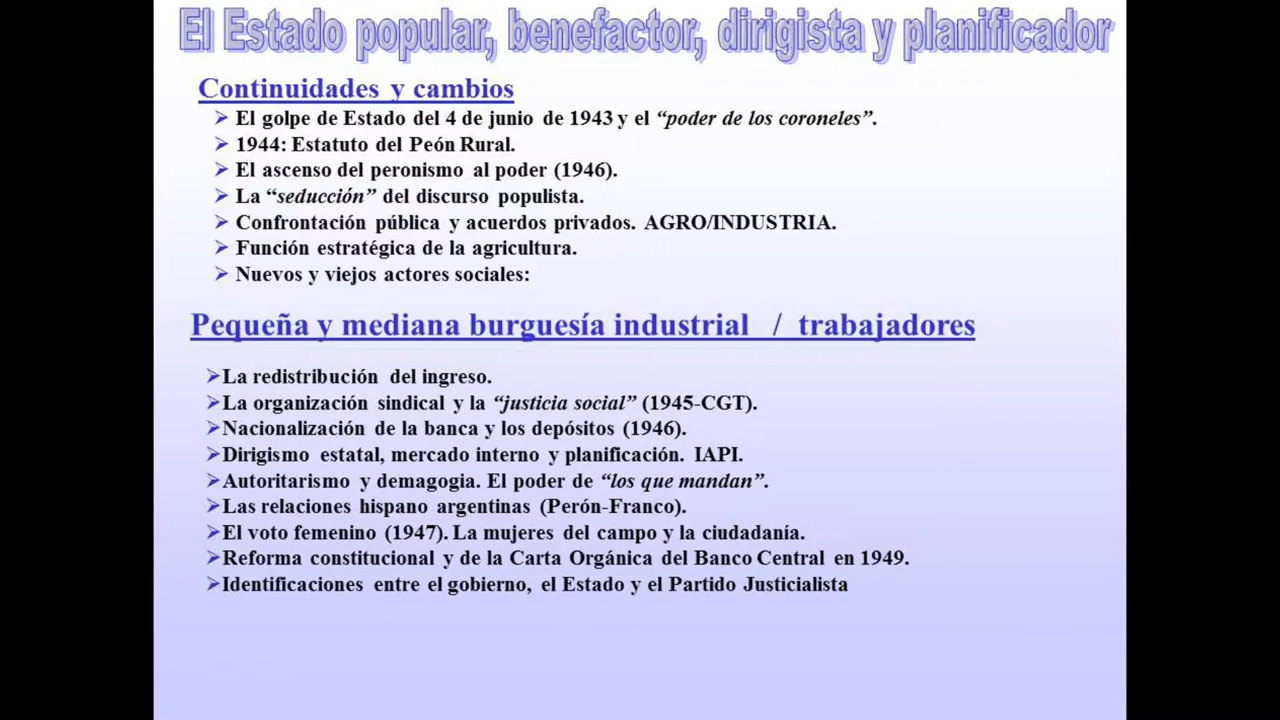 El Estado popular, benefactor, dirigista y planificador
Continuidades y cambios
➢ El golpe de Estado del 4 de junio de 1943 y el “poder de los coroneles”.
➢ 1944: Estatuto del Peón Rural.
➢ El ascenso del peronismo al poder (1946).
➢ La “seducción” del discurso populista.
➢ Confrontación pública y acuerdos privados. AGRO/INDUSTRIA.
➢ Función estratégica de la agricultura.
➢ Nuevos y viejos actores sociales:
Pequeña y mediana burguesía industrial / trabajadores
➢La redistribución del ingreso.
➢La organización sindical y la “justicia social” (1945-CGT).
➢Nacionalización de la banca y los depósitos (1946).
➢Dirigismo estatal, mercado interno y planificación. IAPI.
➢Autoritarismo y demagogia. El poder de “los que mandan”.
➢Las relaciones hispano argentinas (Perón-Franco).
➢El voto femenino (1947). La mujeres del campo y la ciudadanía.
➢Reforma constitucional y de la Carta Orgánica del Banco Central en 1949.
➢Identificaciones entre el gobierno, el Estado y el Partido Justicialista